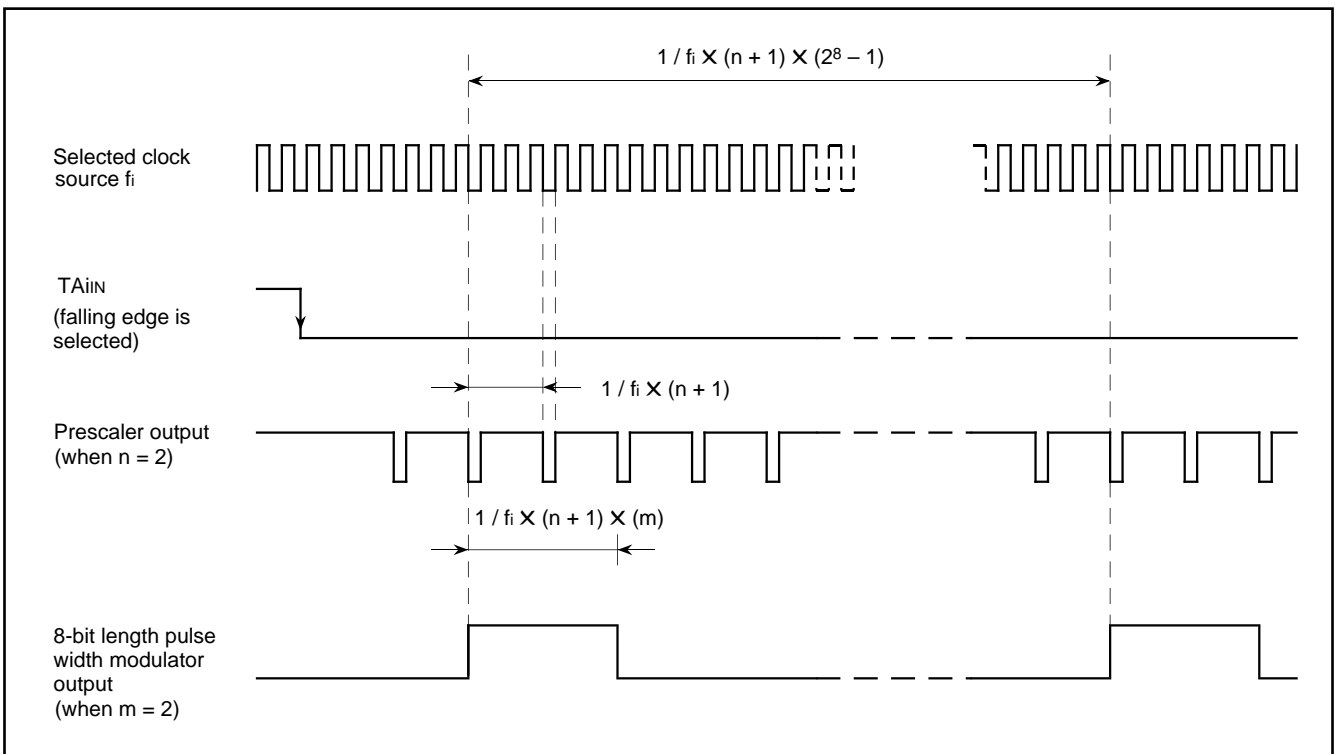 1 / fi × (n + 1) × (2⁸ – 1)
Selected clock
source fi
TAiIN
(falling edge is
selected)
1 / fi × (n + 1)
Prescaler output
(when n = 2)
1 / fi × (n + 1) × (m)
8-bit length pulse
width modulator
output
(when m = 2)